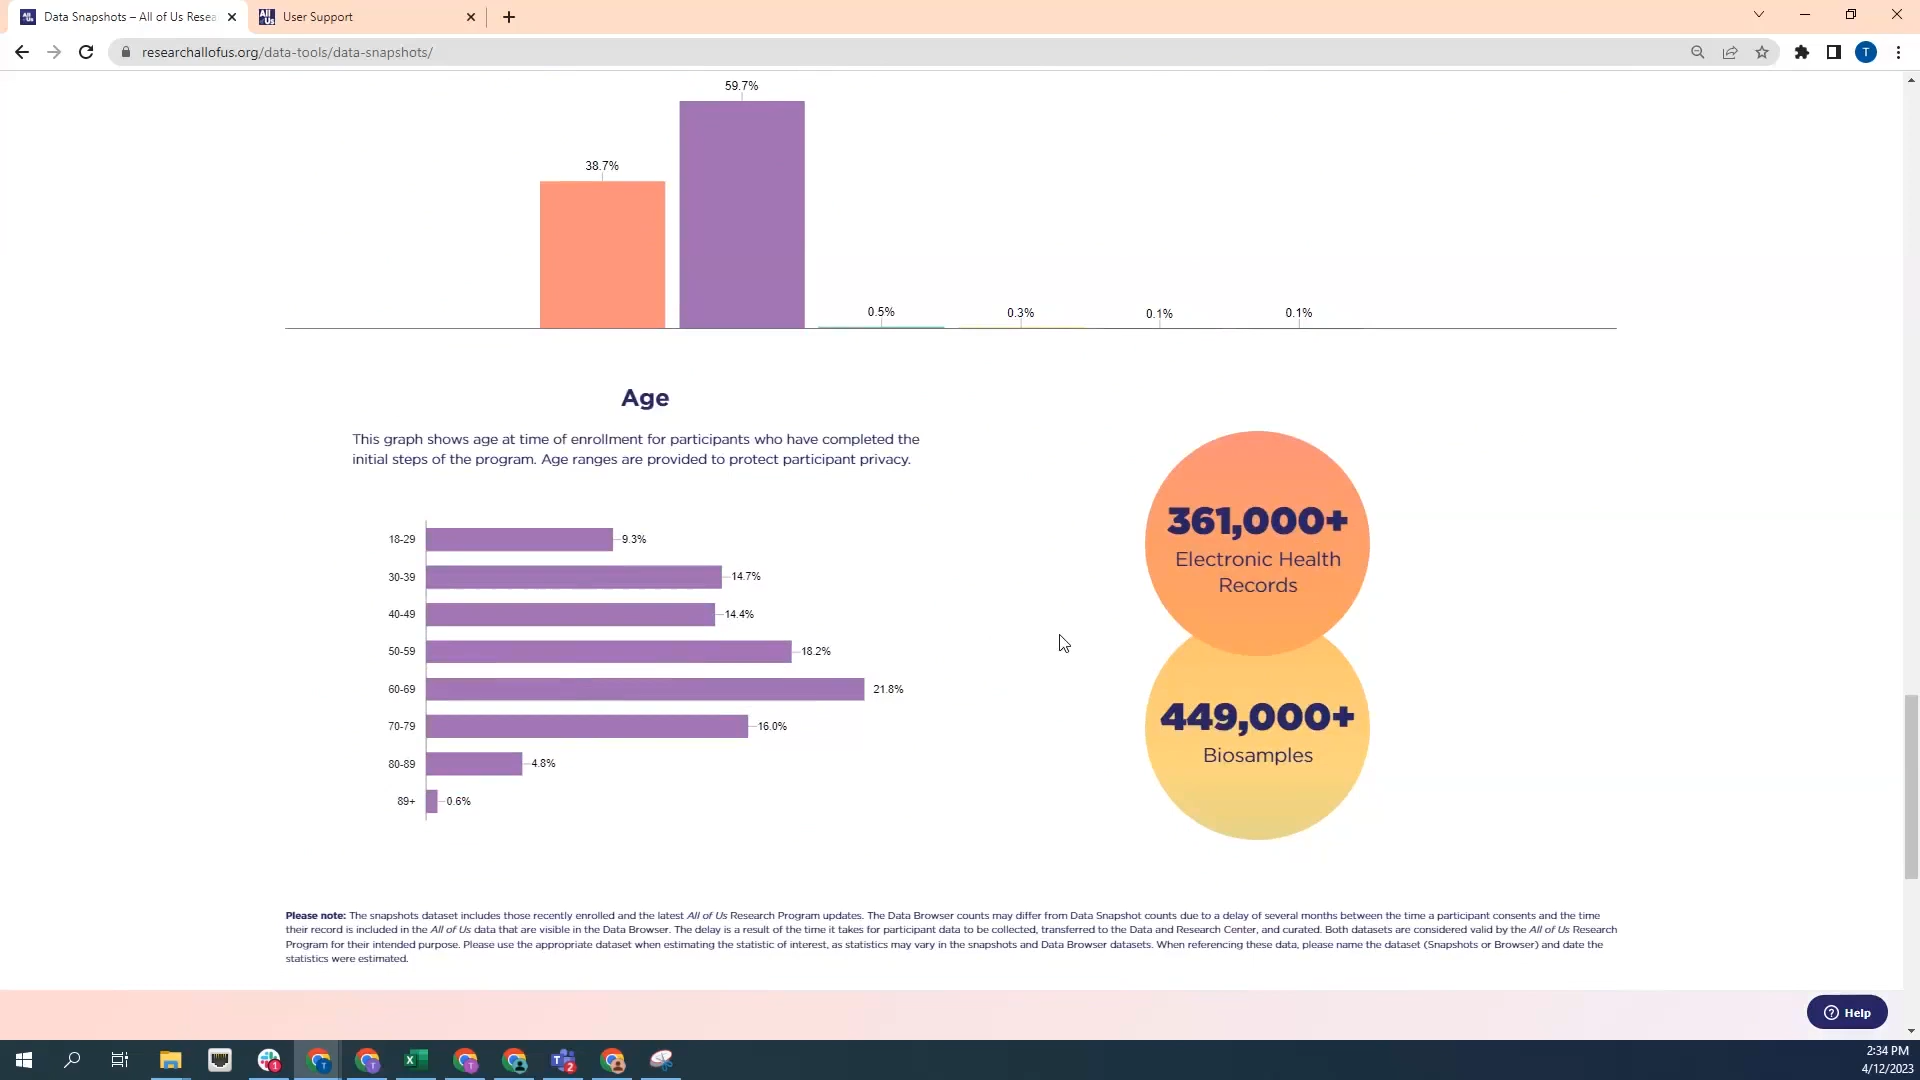 Data Snapshots – All of Us Resea
User Support
researchallofus.org/data-tools/data-snapshots/
T
59.7%
38.7%
0.5%
0.3%
0.1%
0.1%
Age
This graph shows age at time of enrollment for participants who have completed the
initial steps of the program. Age ranges are provided to protect participant privacy.
18-29 9.3%
30-39 14.7%
40-49 14.4%
50-59 18.2%
60-69 21.8%
70-79 16.0%
80-89 4.8%
89+ 0.6%
361,000+
Electronic Health
Records
449,000+
Biosamples
Please note: The snapshots dataset includes those recently enrolled and the latest All of Us Research Program updates. The Data Browser counts may differ from Data Snapshot counts due to a delay of several months between the time a participant consents and the time
their record is included in the All of Us data that are visible in the Data Browser. The delay is a result of the time it takes for participant data to be collected, transferred to the Data and Research Center, and curated. Both datasets are considered valid by the All of Us Research
Program for their intended purpose. Please use the appropriate dataset when estimating the statistic of interest, as statistics may vary in the snapshots and Data Browser datasets. When referencing these data, please name the dataset (Snapshots or Browser) and date the
statistics were estimated.
Help
2:34 PM
4/12/2023